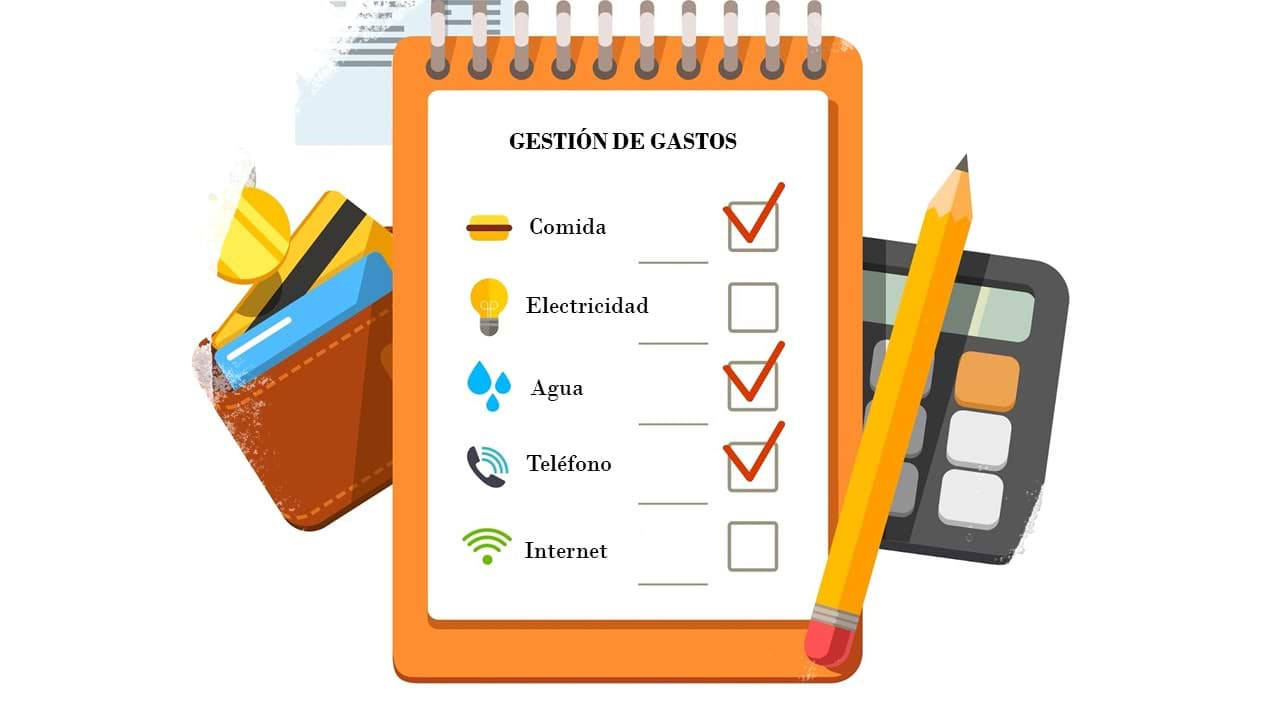 GESTIÓN DE GASTOS
Comida
Electricidad
Agua
Teléfono
Internet